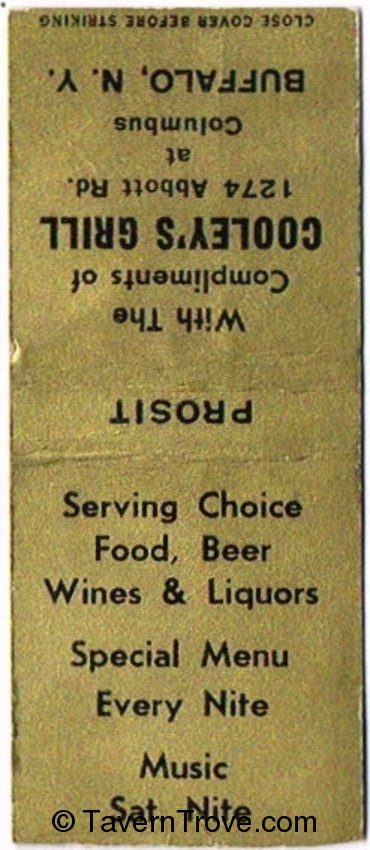 PROSIT
With The
Compliments of
COOLEY'S GRILL
1274 Abbott Rd.
at
Columbus
BUFFALO, N. Y.
CLOSE COVER BEFORE STRIKING
Serving Choice
Food, Beer
Wines & Liquors
Special Menu
Every Nite
Music
Sat. Nite
© TavernTrove.com